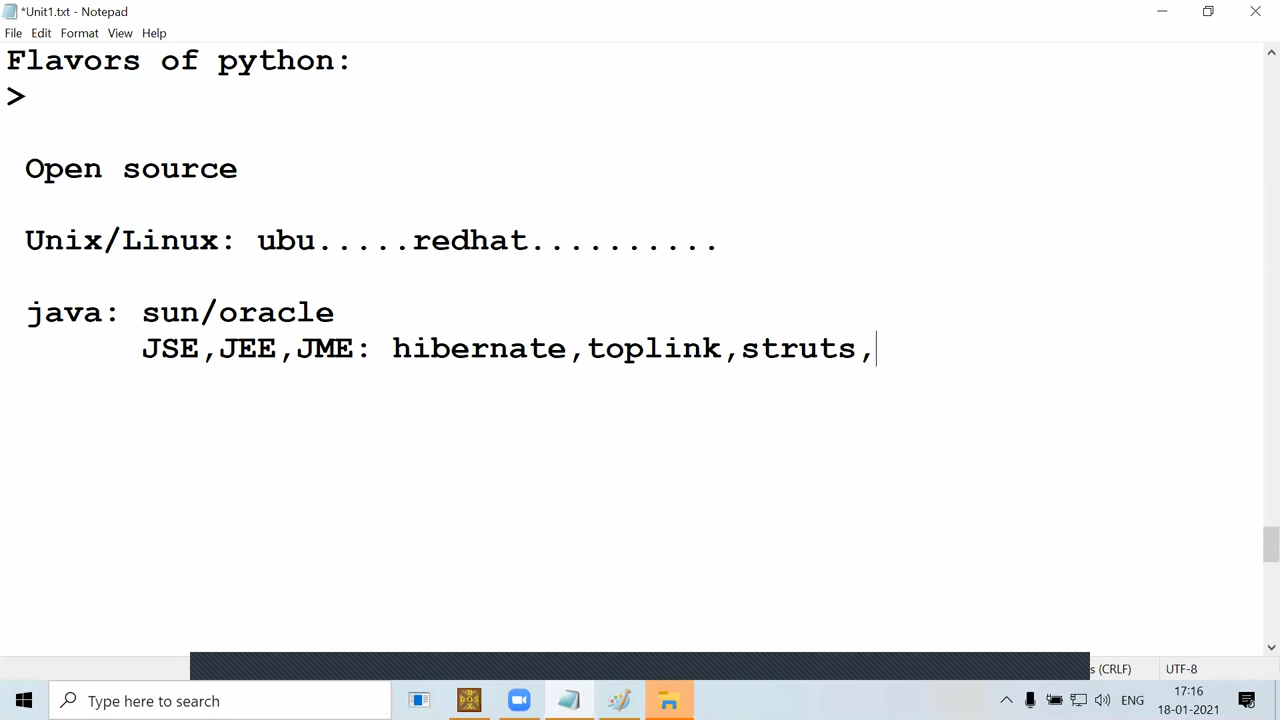 *Unit1.txt - Notepad
File Edit Format View Help
Flavors of python:
>
Open source
Unix/Linux: ubu.....redhat..........
java: sun/oracle
JSE,JEE,JME: hibernate,toplink,struts,
s (CRLF) UTF-8
Type here to search
DOS
ENG
17:16
18-01-2021